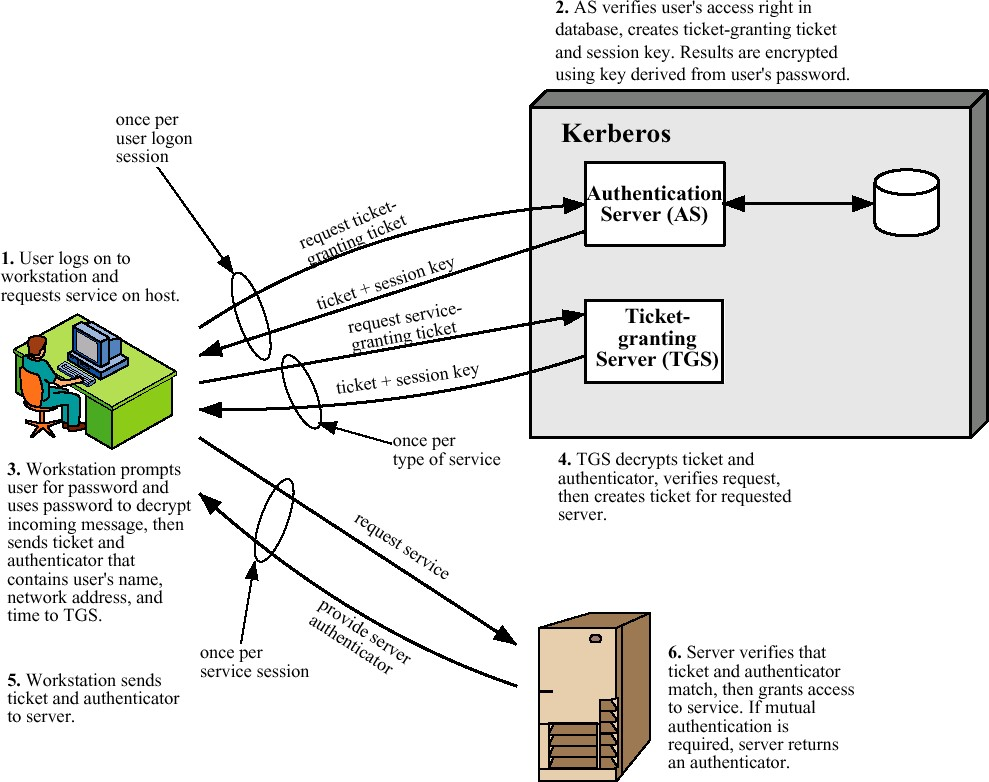 2. AS verifies user's access right in
database, creates ticket-granting ticket
and session key. Results are encrypted
using key derived from user's password.
once per
user logon
session
Kerberos
Authentication
Server (AS)
request ticket-
granting ticket
1. User logs on to
workstation and
requests service on host.
ticket + session key
request service-
granting ticket
Ticket-
granting
Server (TGS)
ticket + session key
once per
type of service
3. Workstation prompts
user for password and
uses password to decrypt
incoming message, then
sends ticket and
authenticator that
contains user's name,
network address, and
time to TGS.
4. TGS decrypts ticket and
authenticator, verifies request,
then creates ticket for requested
server.
request service
provide server
authenticator
once per
service session
5. Workstation sends
ticket and authenticator
to server.
6. Server verifies that
ticket and authenticator
match, then grants access
to service. If mutual
authentication is
required, server returns
an authenticator.